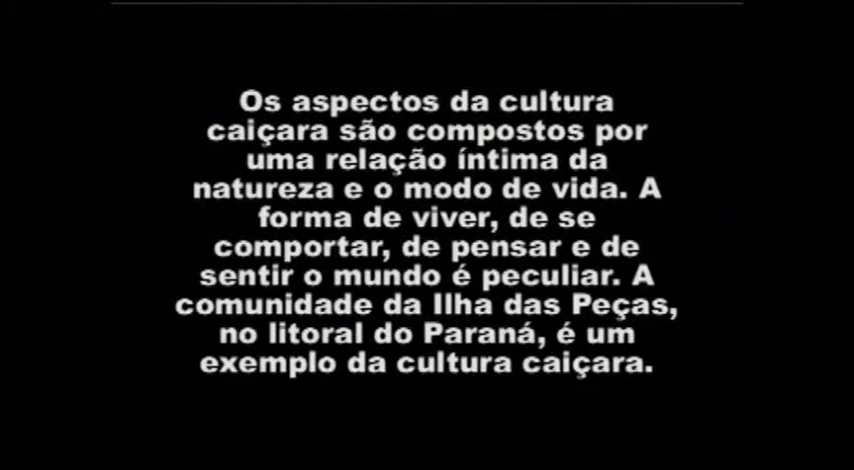 Os aspectos da cultura
caiçara são compostos por
uma relação íntima da
natureza e o modo de vida. A
forma de viver, de se
comportar, de pensar e de
sentir o mundo é peculiar. A
comunidade da Ilha das Peças,
no litoral do Paraná, é um
exemplo da cultura caiçara.